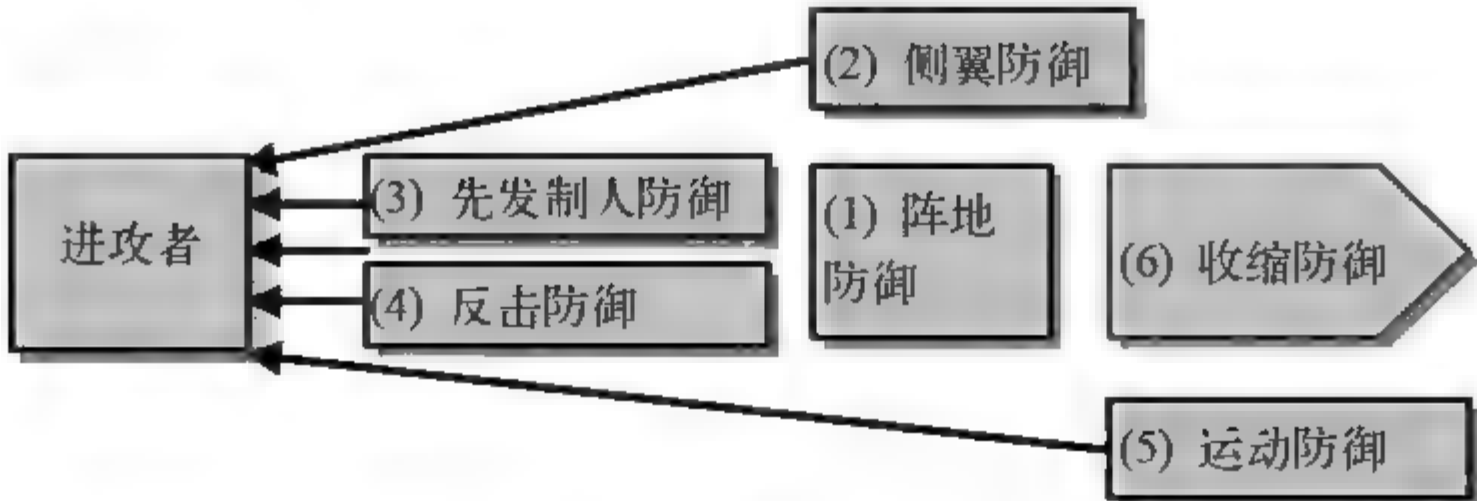 (2) 侧翼防御
进攻者
(3) 先发制人防御
(4) 反击防御
(1) 阵地
防御
(6) 收缩防御
(5) 运动防御